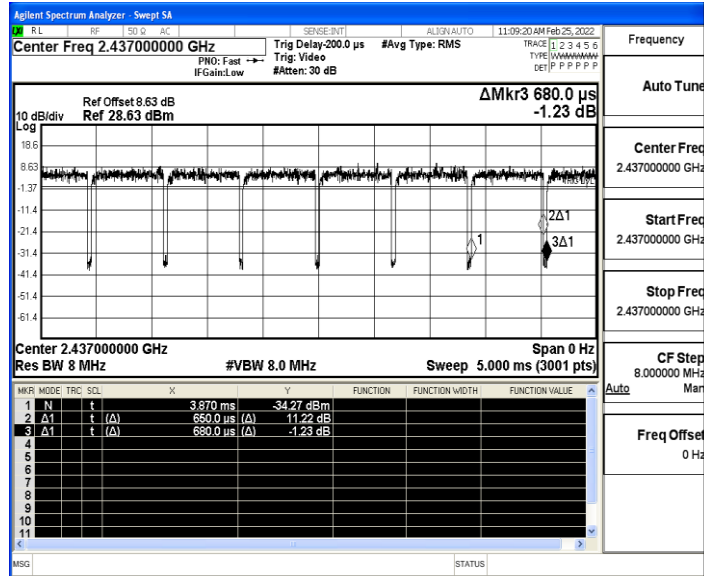 Agilent Spectrum Analyzer - Swept SA
RL RF 50 Ω AC SENSE:INT ALIGN AUTO 11:09:20 AM Feb 25, 2022
Center Freq 2.437000000 GHz
PNO: Fast
IFGain:Low
Trig Delay-200.0 µs
Trig: Video
#Atten: 30 dB
#Avg Type: RMS
TRACE 1 2 3 4 5 6
TYPE WWWWWW
DET P P P P P P
ΔMkr3 680.0 µs
-1.23 dB
Ref Offset 8.63 dB
10 dB/div Ref 28.63 dBm
Log
18.6
8.63
-1.37
-11.4
-21.4
-31.4
-41.4
-51.4
-61.4
2Δ1
1
3Δ1
Center 2.437000000 GHz Span 0 Hz
Res BW 8 MHz #VBW 8.0 MHz Sweep 5.000 ms (3001 pts)
MKR MODE TRC SCL X Y FUNCTION FUNCTION WIDTH FUNCTION VALUE
1 N t 3.870 ms -34.27 dBm
2 Δ1 t (Δ) 650.0 µs (Δ) 11.22 dB
3 Δ1 t (Δ) 680.0 µs (Δ) -1.23 dB
4
5
6
7
8
9
10
11
MSG STATUS
Frequency
Auto Tune
Center Freq
2.437000000 GHz
Start Freq
2.437000000 GHz
Stop Freq
2.437000000 GHz
CF Step
8.000000 MHz
Auto Man
Freq Offset
0 Hz